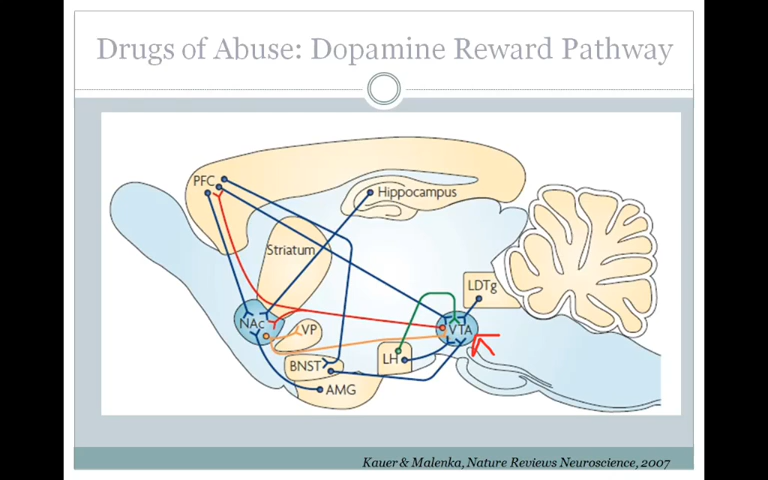 Drugs of Abuse: Dopamine Reward Pathway
PFC
Hippocampus
Striatum
LDTg
NAc
VP
VTA
BNST
LH
AMG
Kauer & Malenka, Nature Reviews Neuroscience, 2007